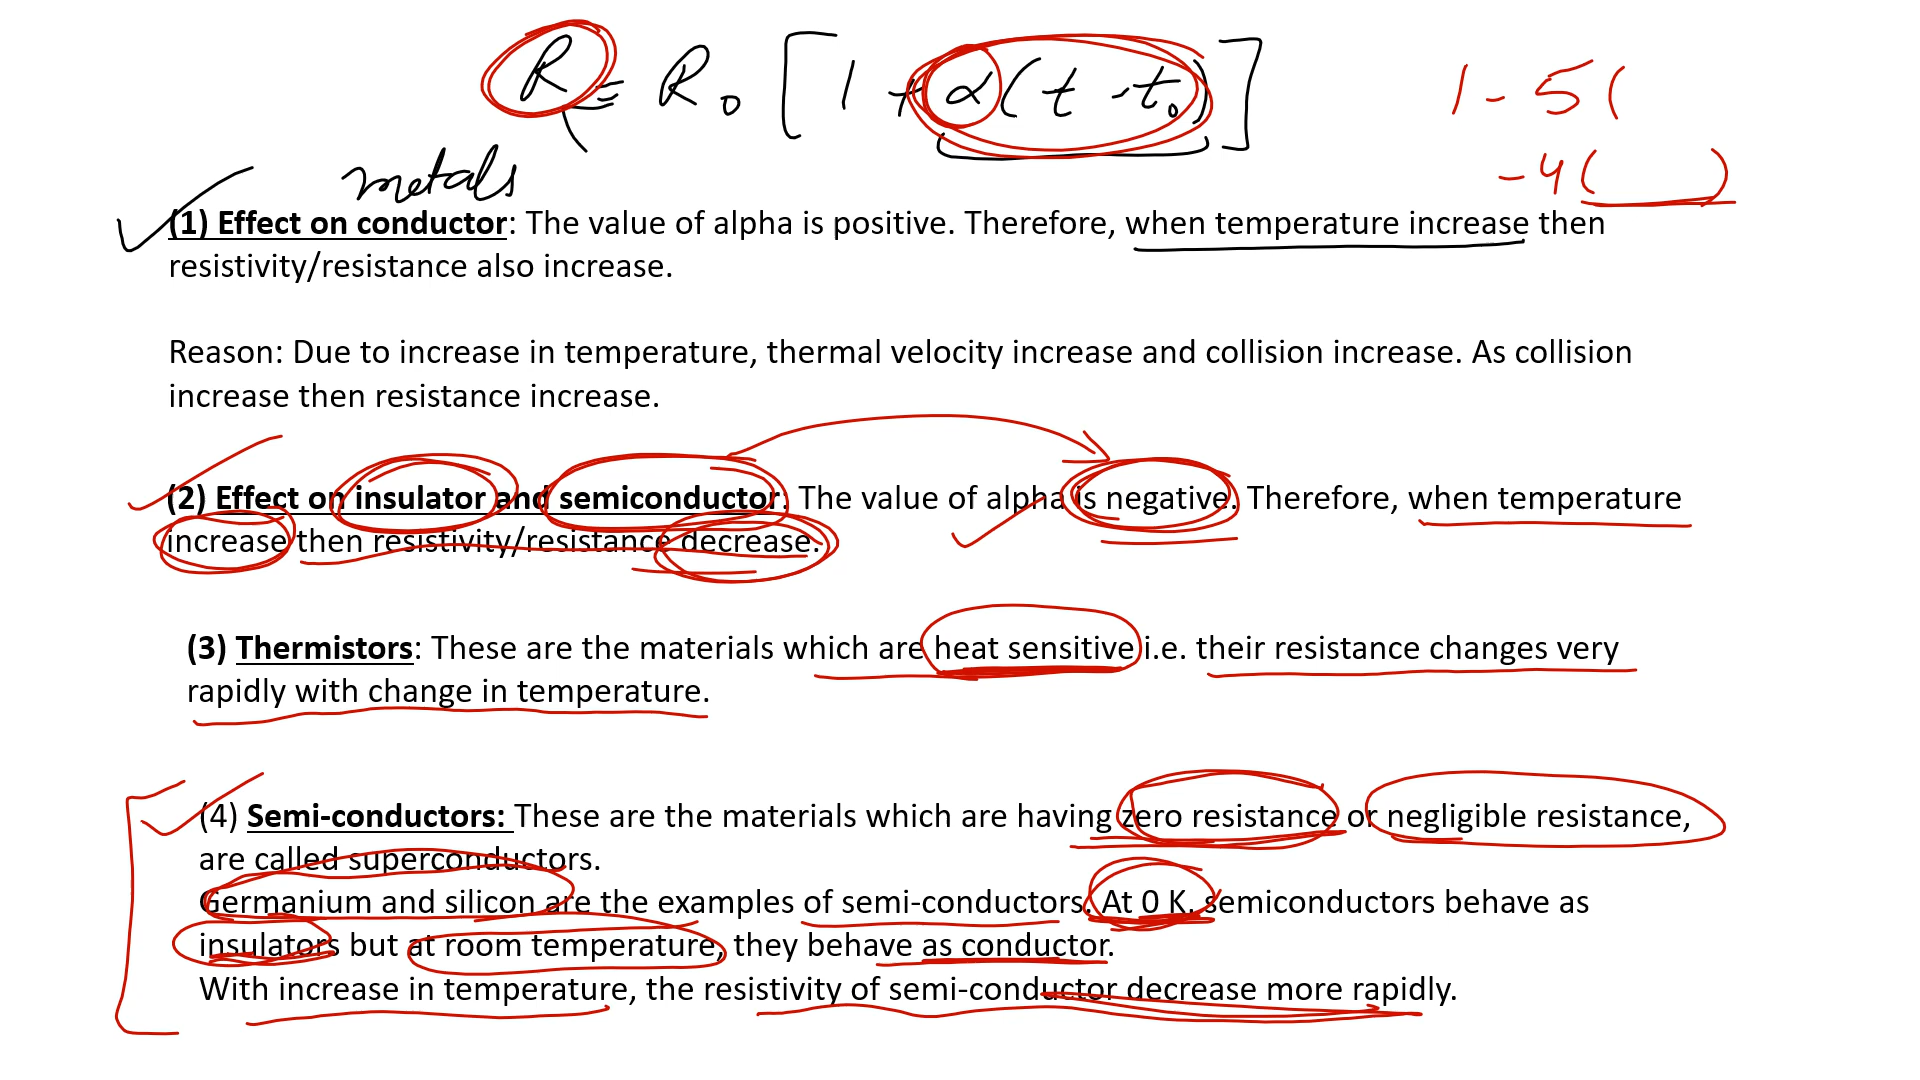 R = R₀ [ 1 + α ( t - t₀ ) ]
1 - 5 (
- 4 (      )
metals
(1) Effect on conductor: The value of alpha is positive. Therefore, when temperature increase then
resistivity/resistance also increase.
Reason: Due to increase in temperature, thermal velocity increase and collision increase. As collision
increase then resistance increase.
(2) Effect on insulator and semiconductor: The value of alpha is negative. Therefore, when temperature
increase then resistivity/resistance decrease.
(3) Thermistors: These are the materials which are heat sensitive i.e. their resistance changes very
rapidly with change in temperature.
(4) Semi-conductors: These are the materials which are having zero resistance or negligible resistance,
are called superconductors.
Germanium and silicon are the examples of semi-conductors. At 0 K, semiconductors behave as
insulators but at room temperature, they behave as conductor.
With increase in temperature, the resistivity of semi-conductor decrease more rapidly.